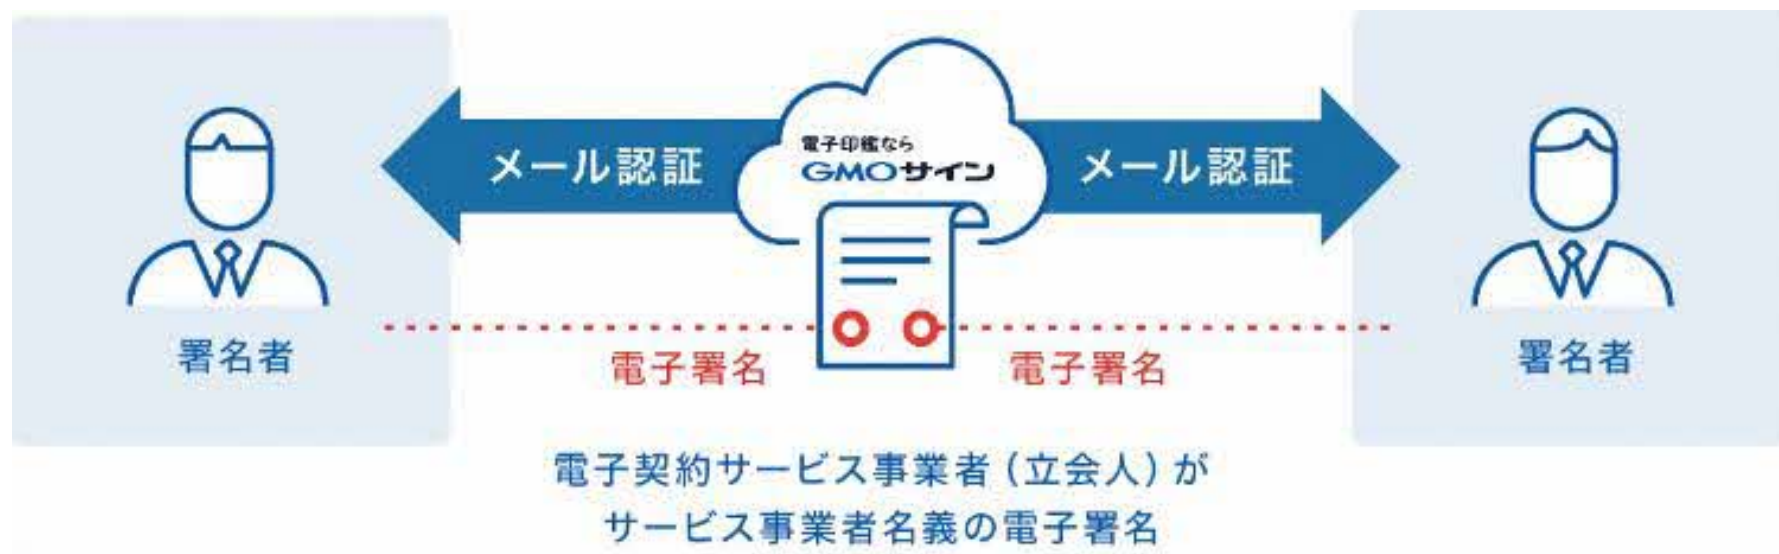 電子印鑑なら
GMOサイン
メール認証
メール認証
署名者
電子署名
電子署名
署名者
電子契約サービス事業者(立会人)が
サービス事業者名義の電子署名